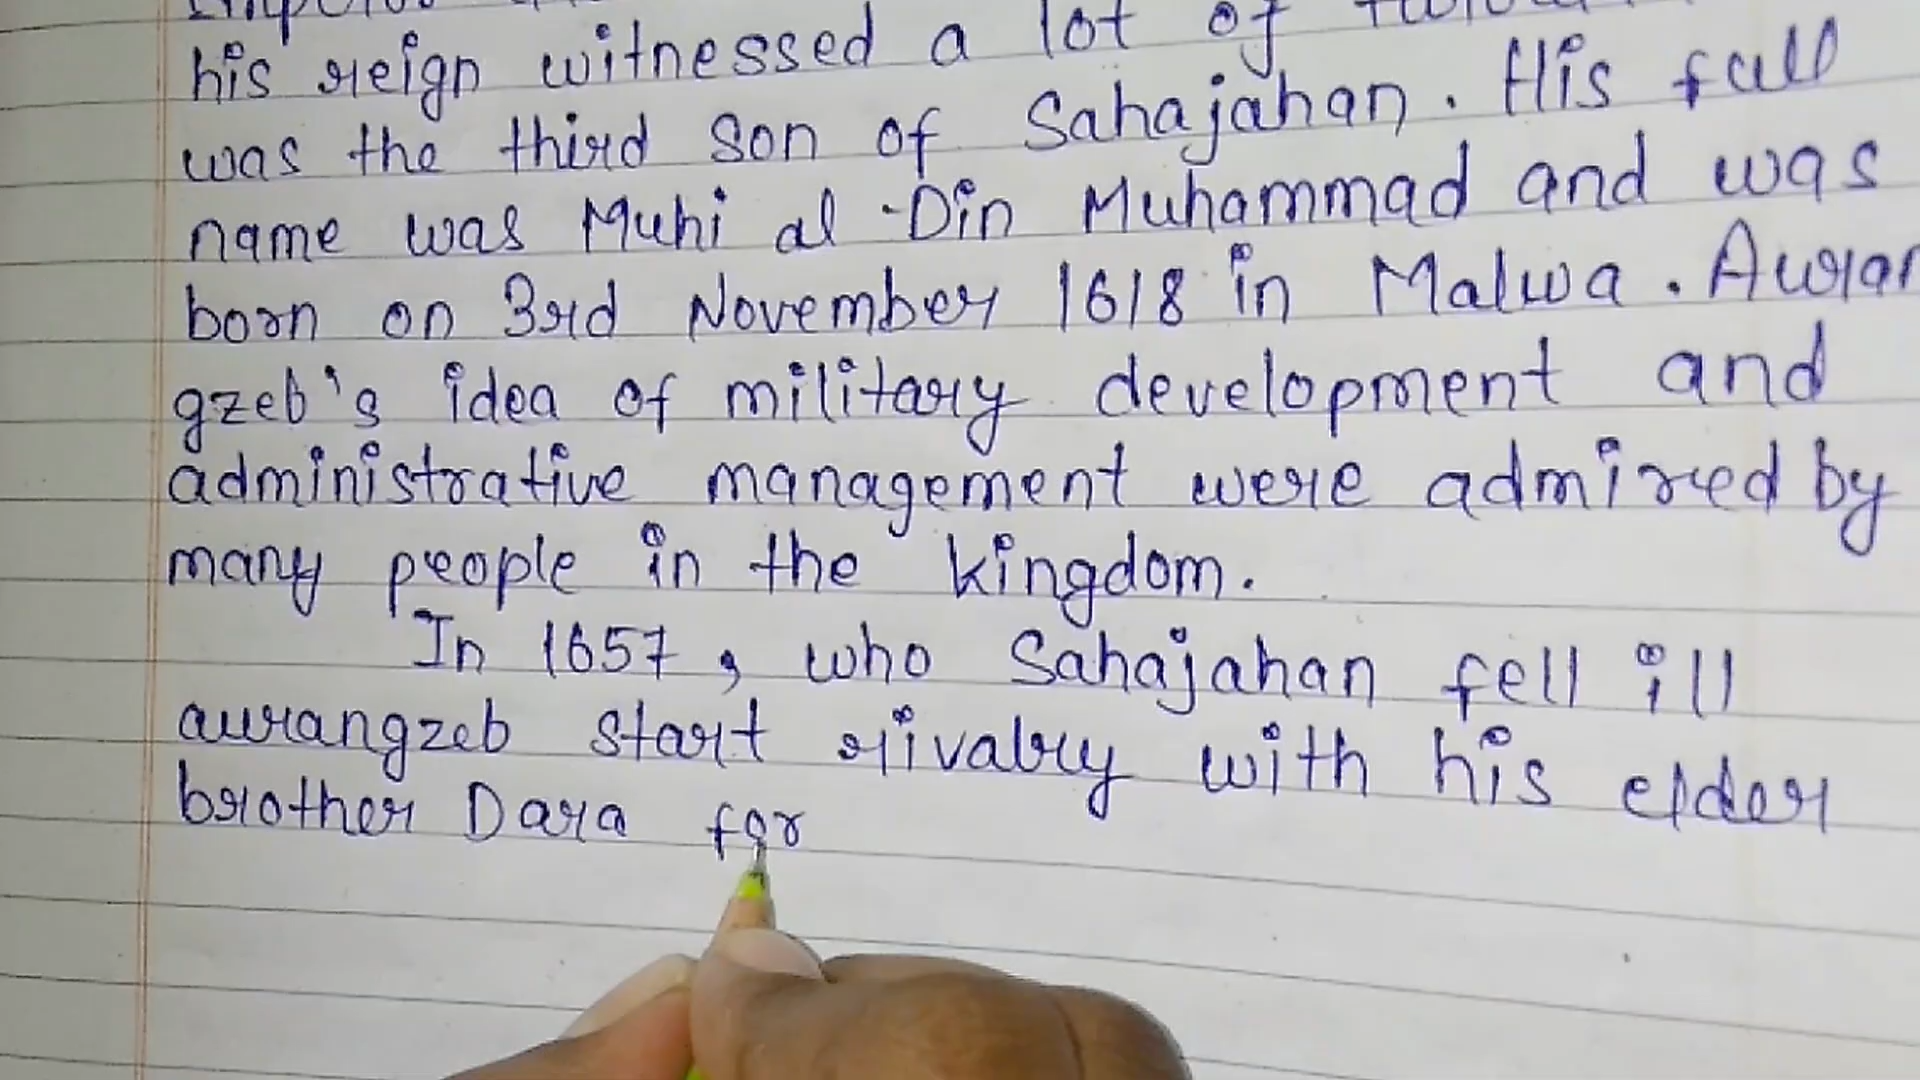 his reign witnessed a lot of
was the third son of Sahajahan. His full
name was Muhi al-Din Muhammad and was
born on 3rd November 1618 in Malwa. Auran
gzeb's idea of military development and
administrative management were admired by
many people in the kingdom.
In 1657, who Sahajahan fell ill
aurangzeb start rivalry with his elder
brother Dara for